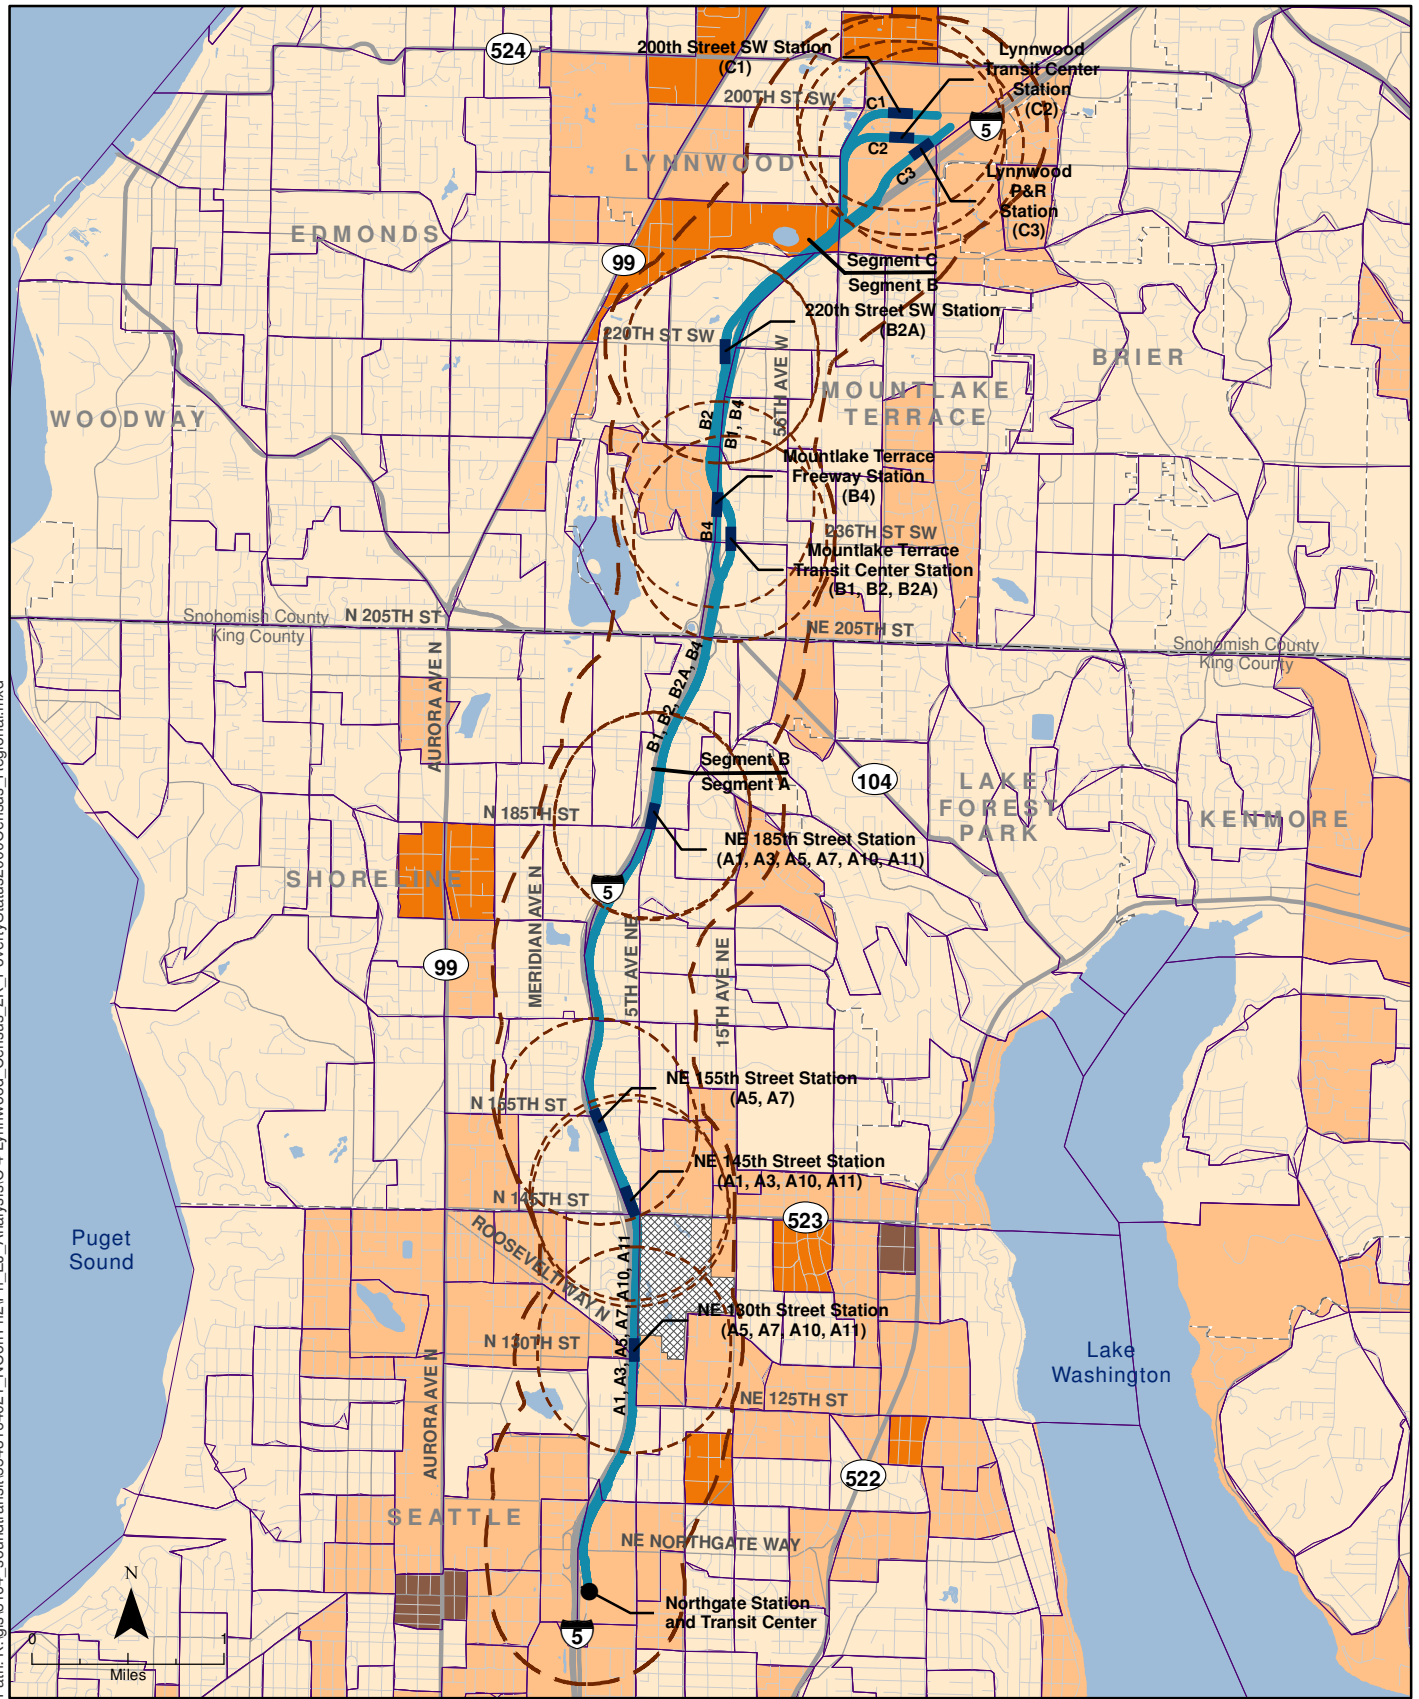 524
200th Street SW Station
(C1)
Lynnwood
Transit Center
Station
(C2)
200TH ST SW
C1
5
C2
LYNNWOOD
C3
Lynnwood
P&R
Station
(C3)
EDMONDS
99
Segment C
Segment B
220th Street SW Station
(B2A)
220TH ST SW
56TH AVE W
BRIER
MOUNTLAKE
TERRACE
WOODWAY
B2
B1, B4
Mountlake Terrace
Freeway Station
(B4)
B4
236TH ST SW
Mountlake Terrace
Transit Center Station
(B1, B2, B2A)
Snohomish County
King County
N 205TH ST
NE 205TH ST
Snohomish County
King County
AURORA AVE N
B1, B2, B2A, B4
Segment B
Segment A
104
LAKE
FOREST
PARK
KENMORE
N 185TH ST
NE 185th Street Station
(A1, A3, A5, A7, A10, A11)
SHORELINE
5
MERIDIAN AVE N
5TH AVE NE
15TH AVE NE
99
NE 155th Street Station
(A5, A7)
N 155TH ST
NE 145th Street Station
(A1, A3, A10, A11)
N 145TH ST
523
ROOSEVELT WAY N
Puget
Sound
A1, A3, A5, A7, A10, A11
NE 130th Street Station
(A5, A7, A10, A11)
N 130TH ST
Lake
Washington
AURORA AVE N
NE 125TH ST
522
SEATTLE
NE NORTHGATE WAY
N
Northgate Station
and Transit Center
5
0 1
Miles